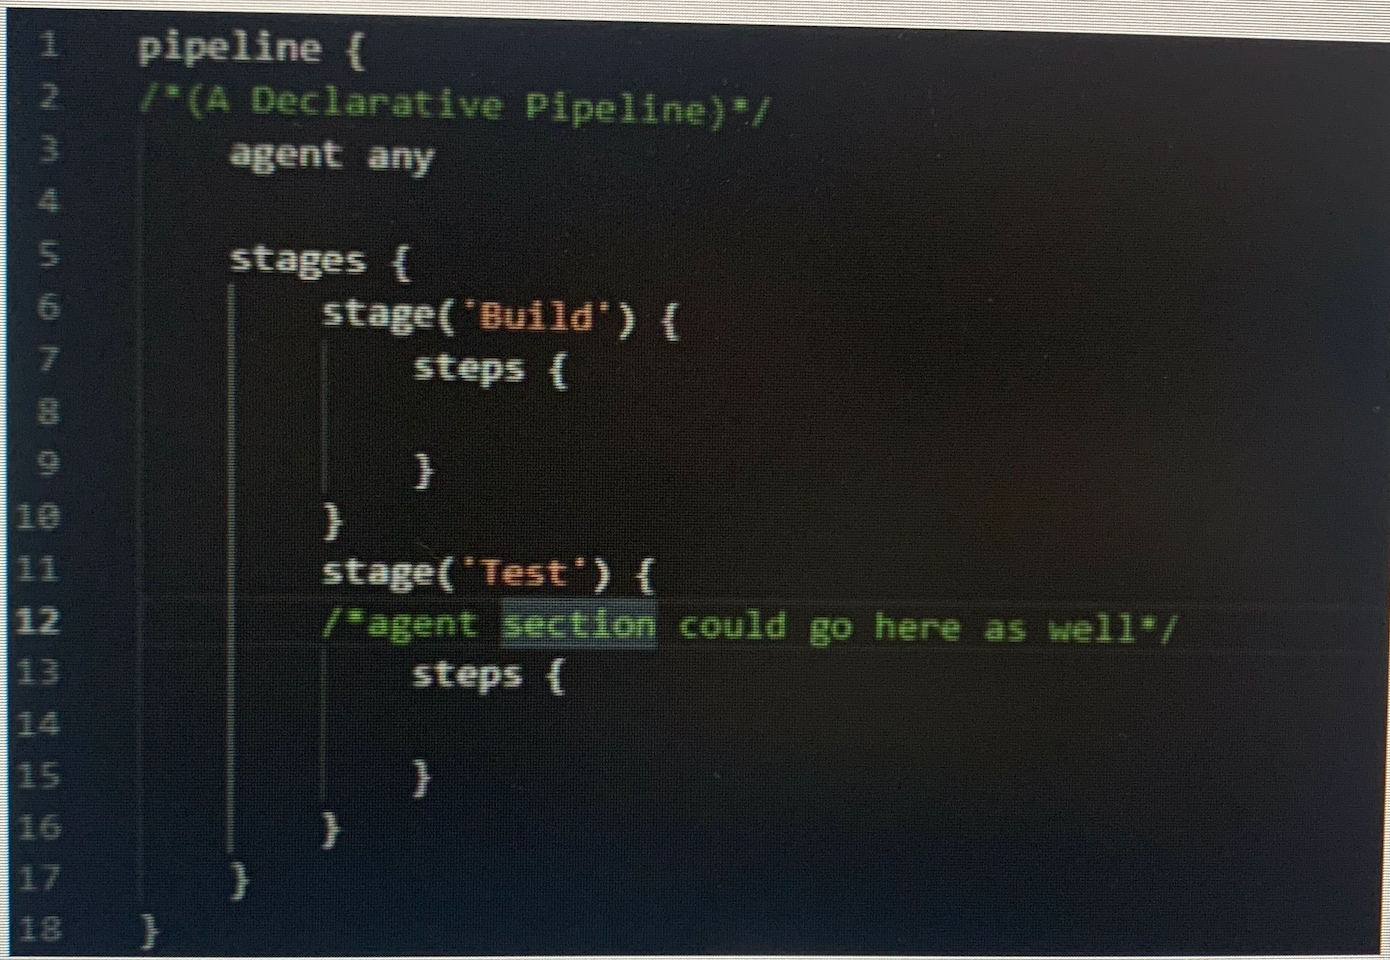 1 pipeline {
2 /*(A Declarative Pipeline)*/
3 agent any
4
5 stages {
6 stage('Build') {
7 steps {
8
9 }
10 }
11 stage('Test') {
12 /*agent section could go here as well*/
13 steps {
14
15 }
16 }
17 }
18 }